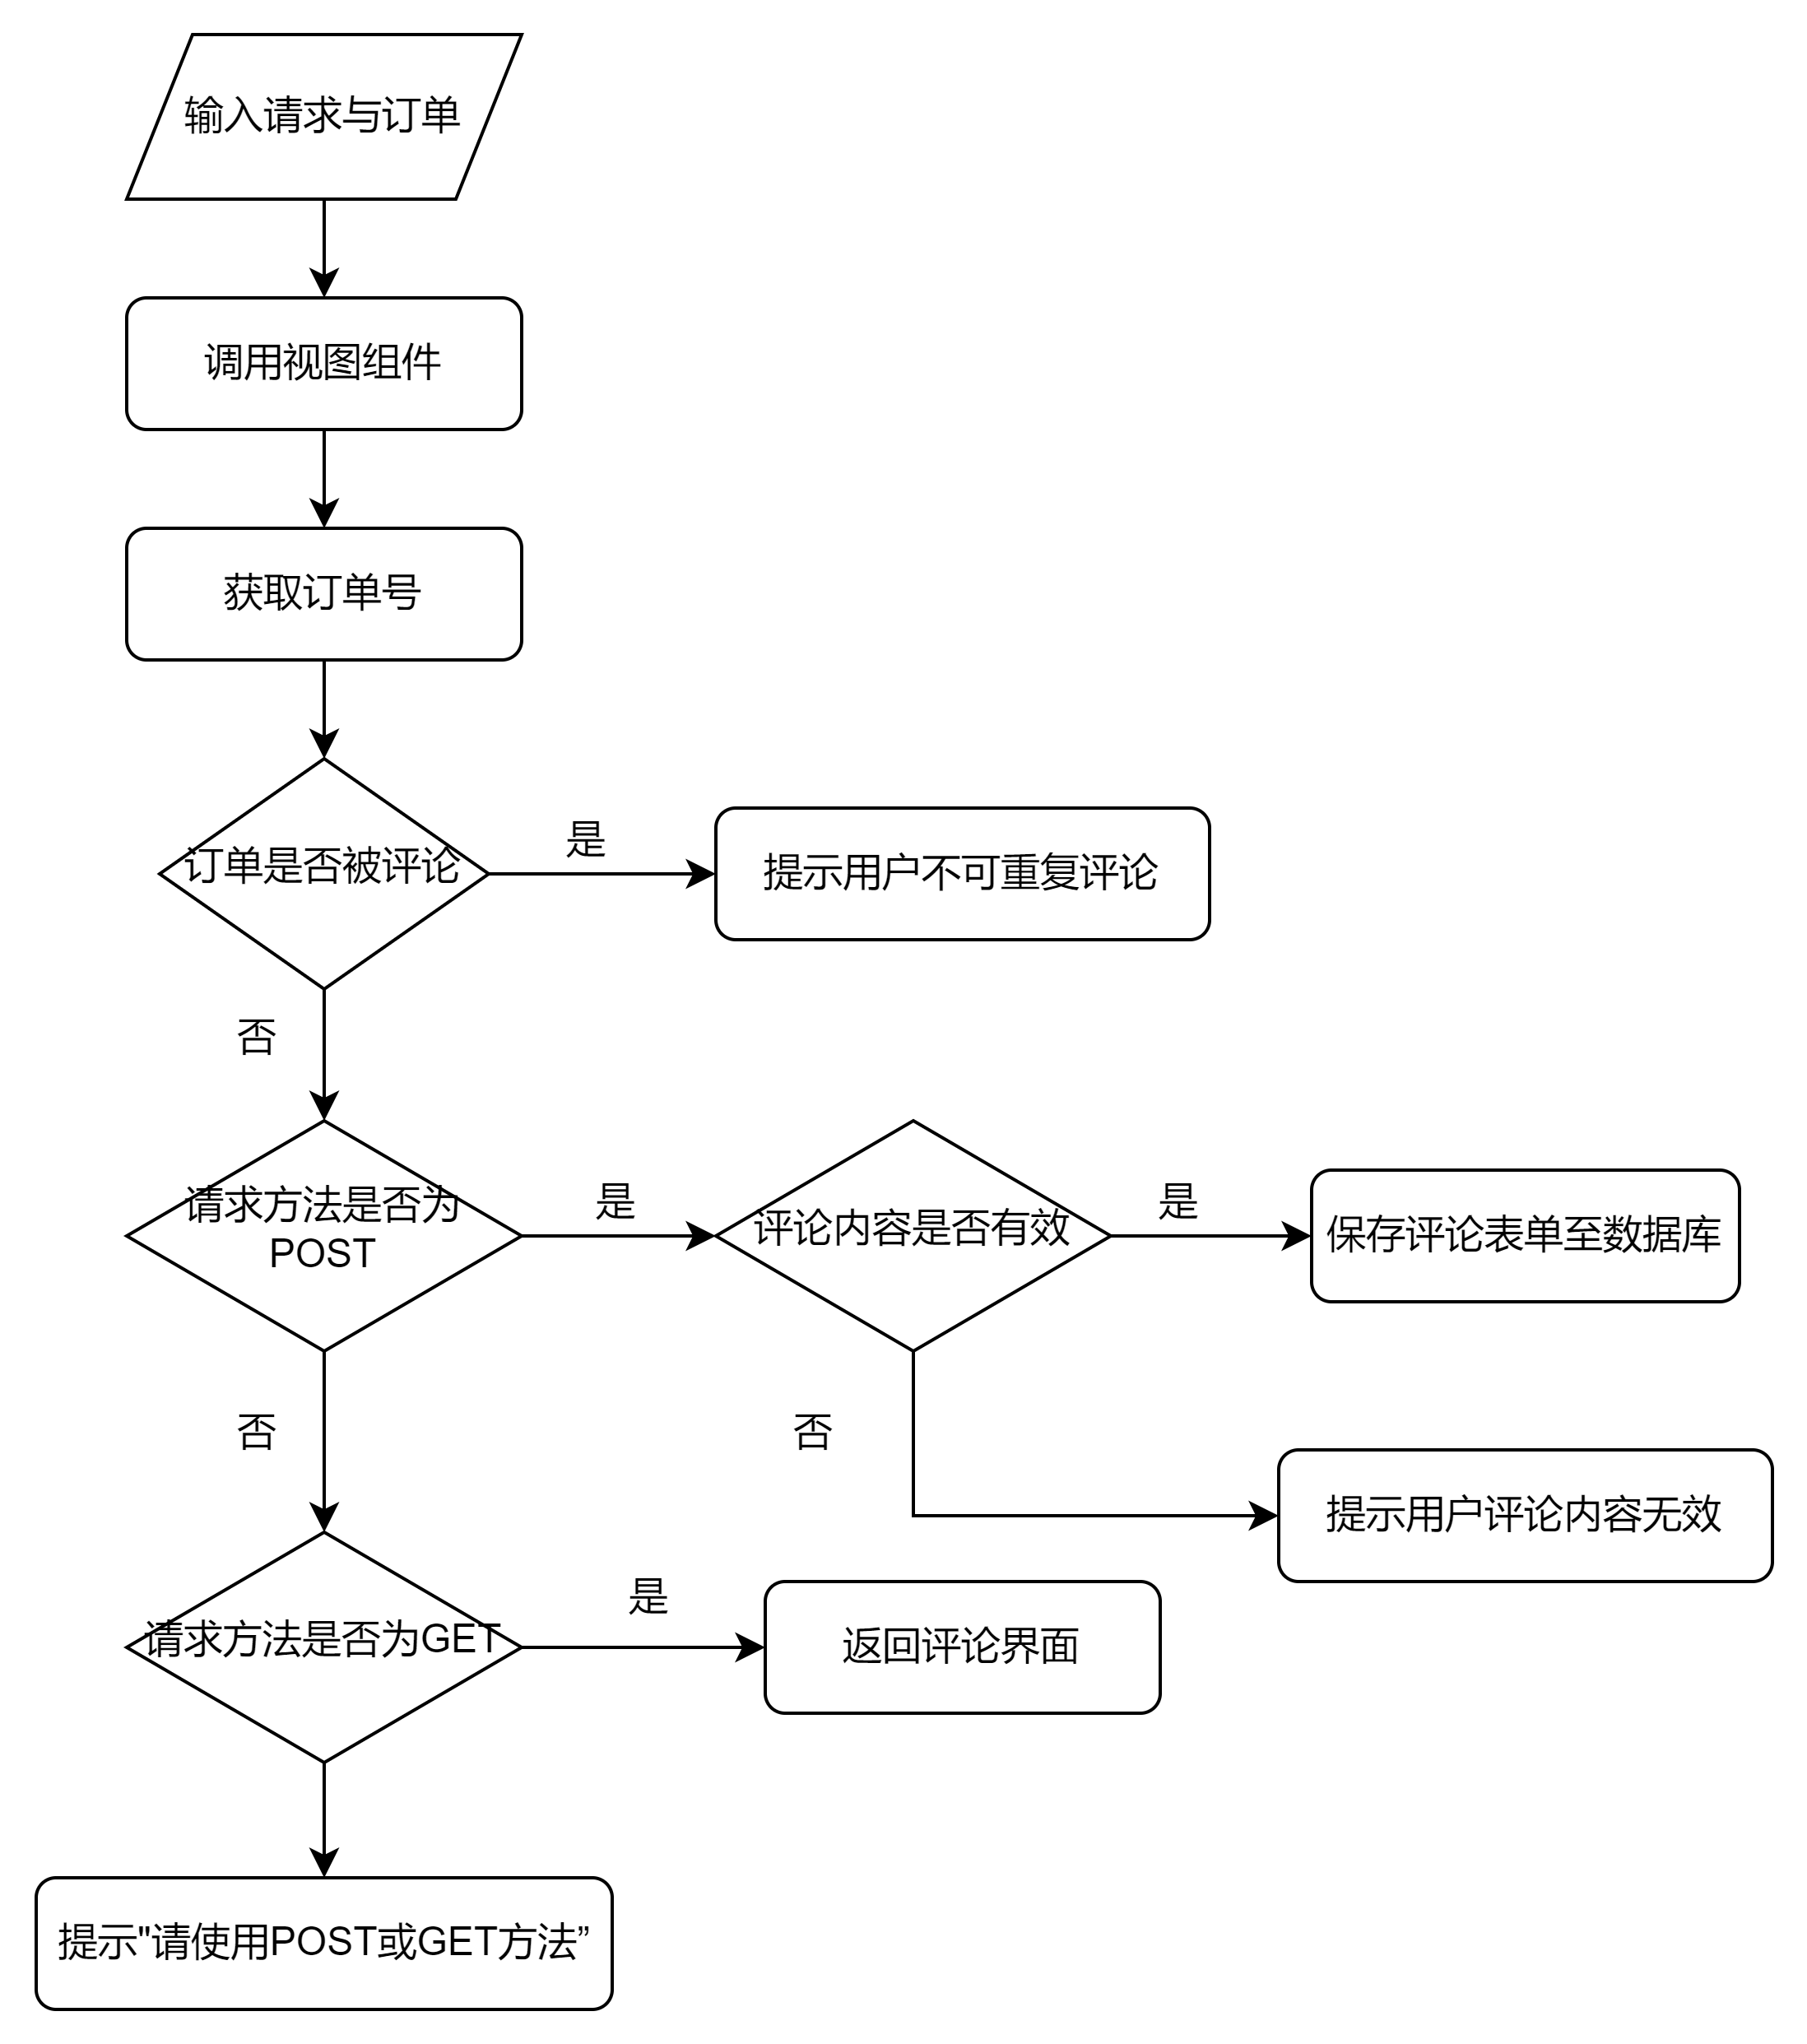 输入请求与订单
调用视图组件
获取订单号
订单是否被评论
是
提示用户不可重复评论
否
请求方法是否为
POST
是
评论内容是否有效
是
保存评论表单至数据库
否
否
提示用户评论内容无效
请求方法是否为GET
是
返回评论界面
提示"请使用POST或GET方法”